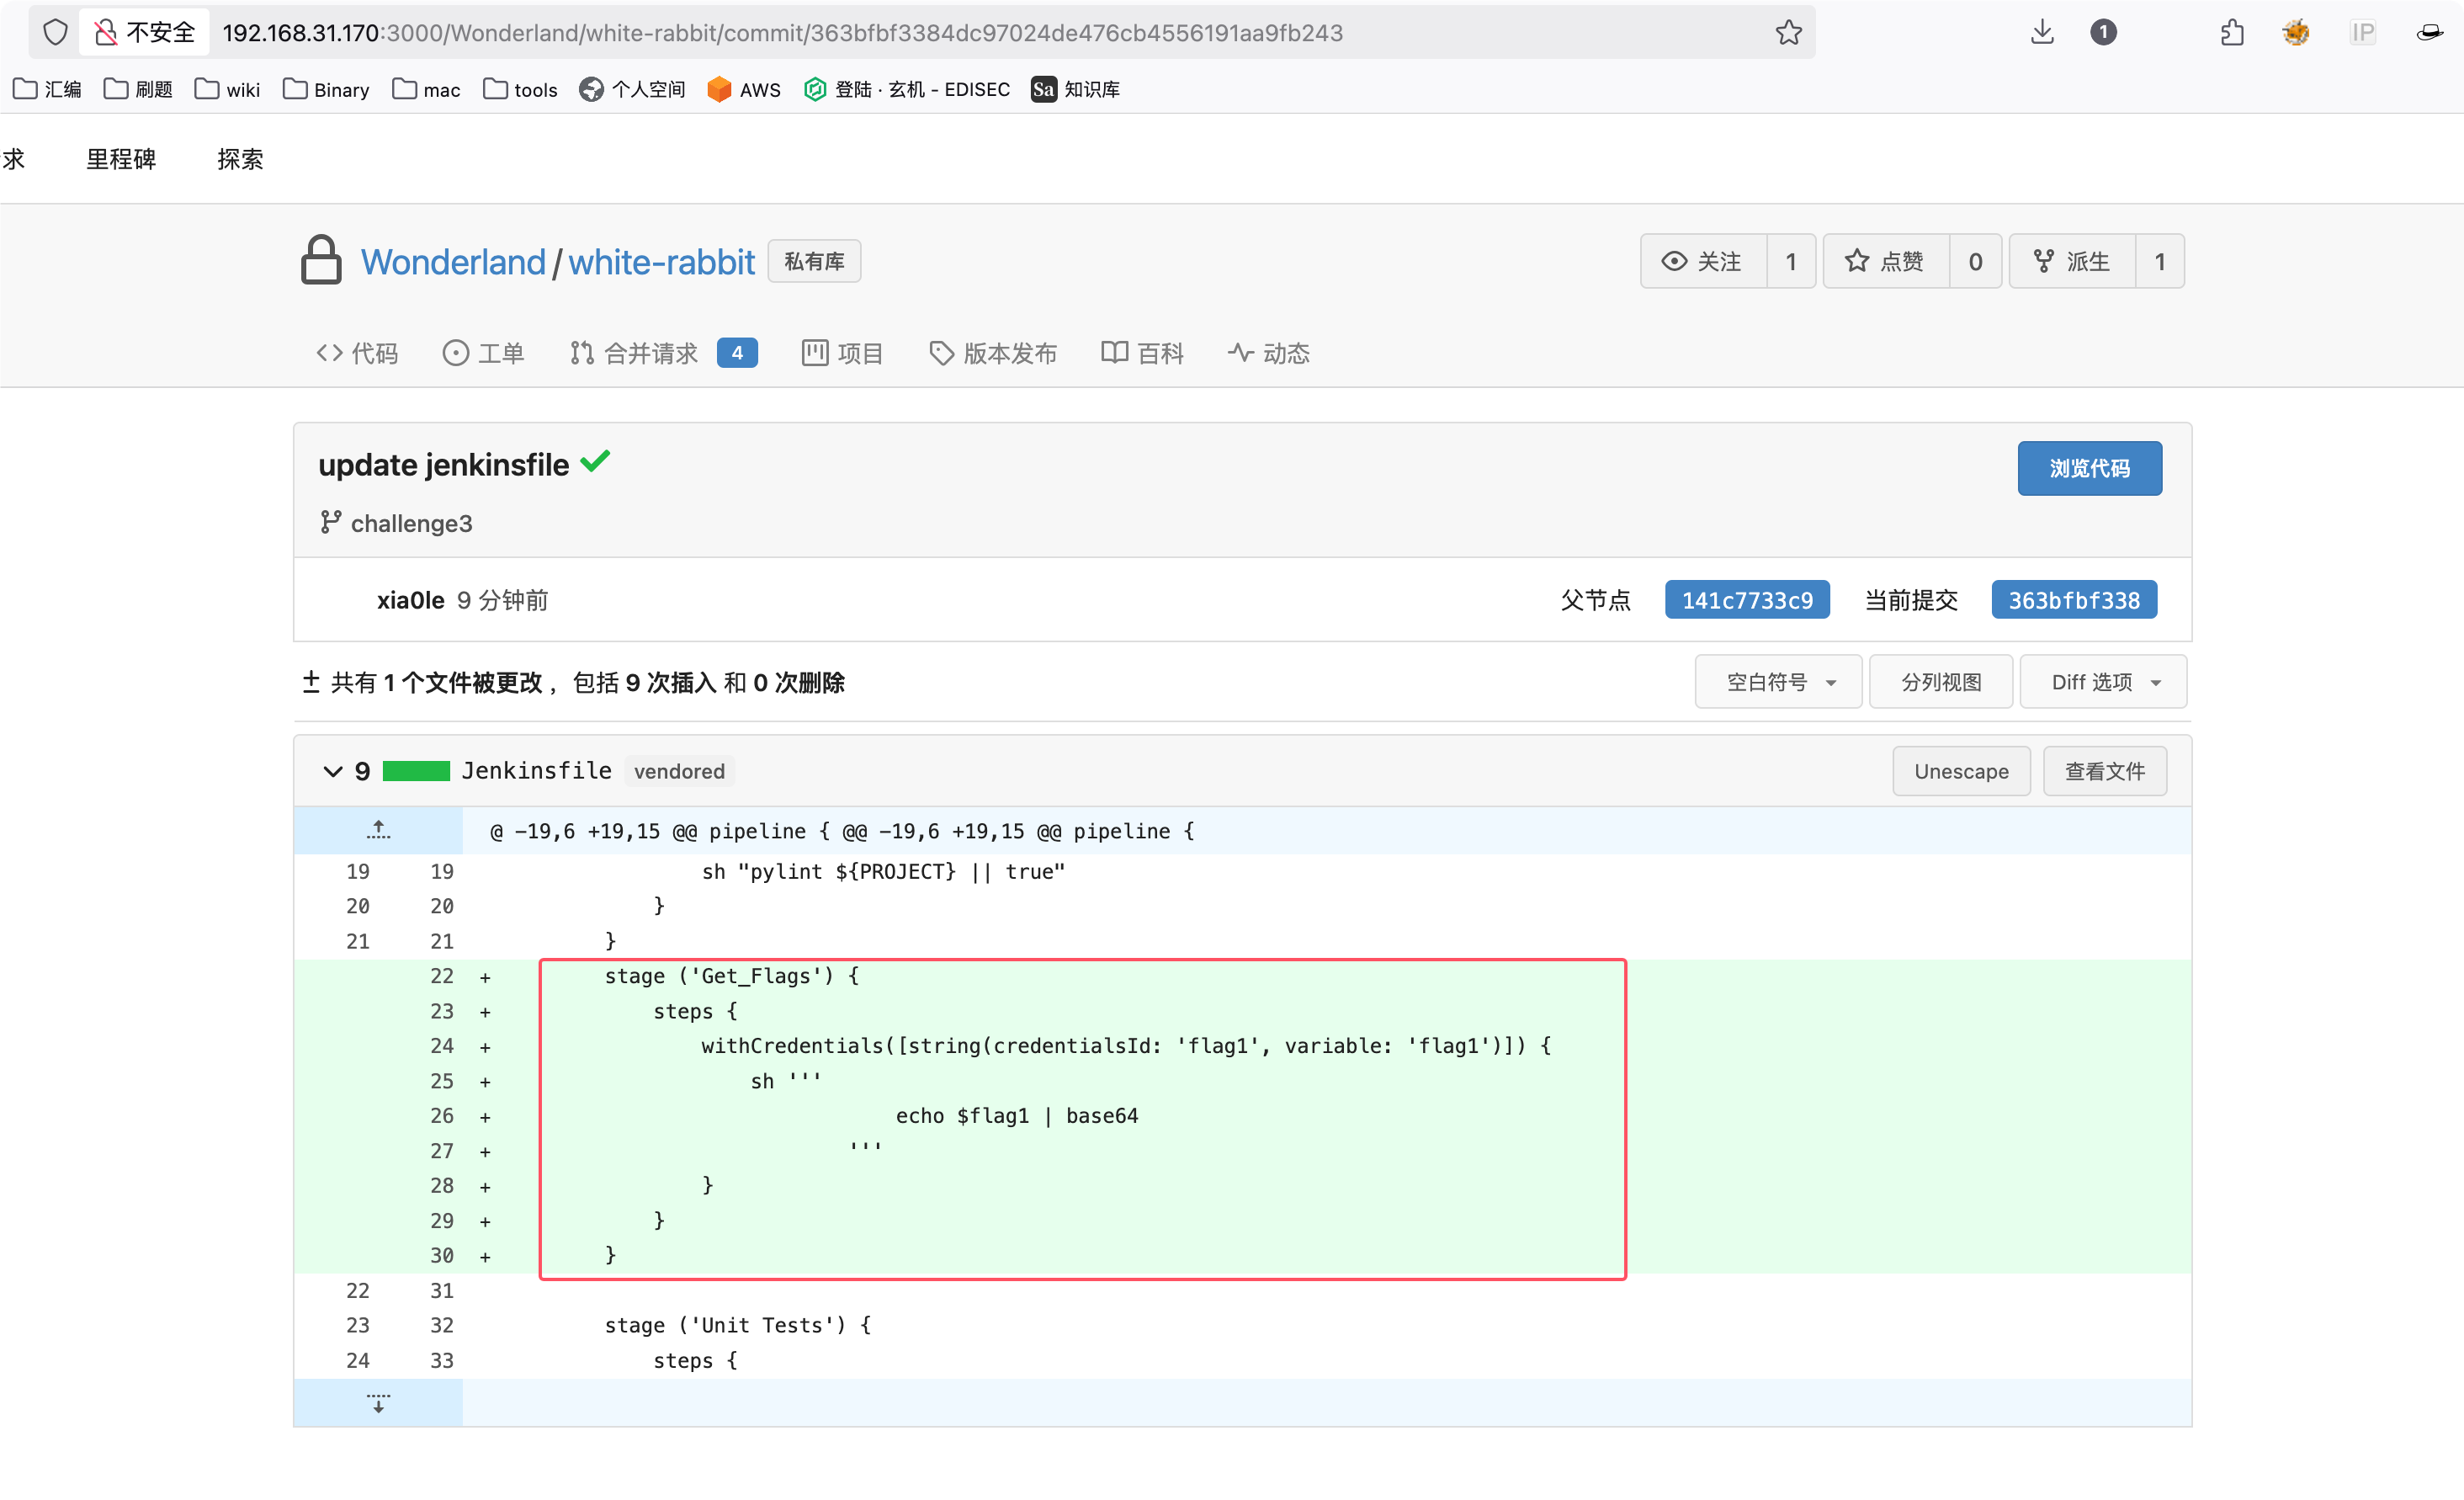 不安全 192.168.31.170:3000/Wonderland/white-rabbit/commit/363bfbf3384dc97024de476cb4556191aa9fb243 1 IP
汇编 刷题 wiki Binary mac tools 个人空间 AWS 登陆 · 玄机 - EDISEC Sa 知识库
求 里程碑 探索
Wonderland / white-rabbit 私有库 关注 1 点赞 0 派生 1
代码 工单 合并请求 4 项目 版本发布 百科 动态
update jenkinsfile 浏览代码
challenge3
xia0le 9 分钟前 父节点 141c7733c9 当前提交 363bfbf338
共有 1 个文件被更改，包括 9 次插入 和 0 次删除 空白符号 分列视图 Diff 选项
9 Jenkinsfile vendored Unescape 查看文件
@ -19,6 +19,15 @@ pipeline { @@ -19,6 +19,15 @@ pipeline {
19 19 sh "pylint ${PROJECT} || true"
20 20 }
21 21 }
22 + stage ('Get_Flags') {
23 + steps {
24 + withCredentials([string(credentialsId: 'flag1', variable: 'flag1')]) {
25 + sh '''
26 + echo $flag1 | base64
27 + '''
28 + }
29 + }
30 + }
22 31
23 32 stage ('Unit Tests') {
24 33 steps {